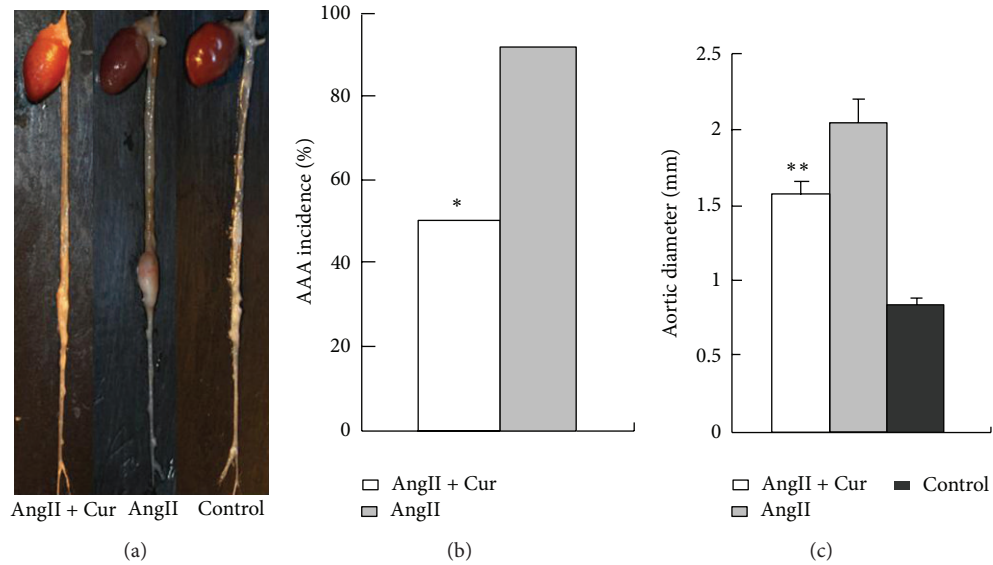 AngII + Cur AngII Control
(a)
AAA incidence (%)
100
80
60
40
20
0
*
AngII + Cur
AngII
(b)
Aortic diameter (mm)
2.5
2
1.5
1
0.5
0
**
AngII + Cur Control
AngII
(c)